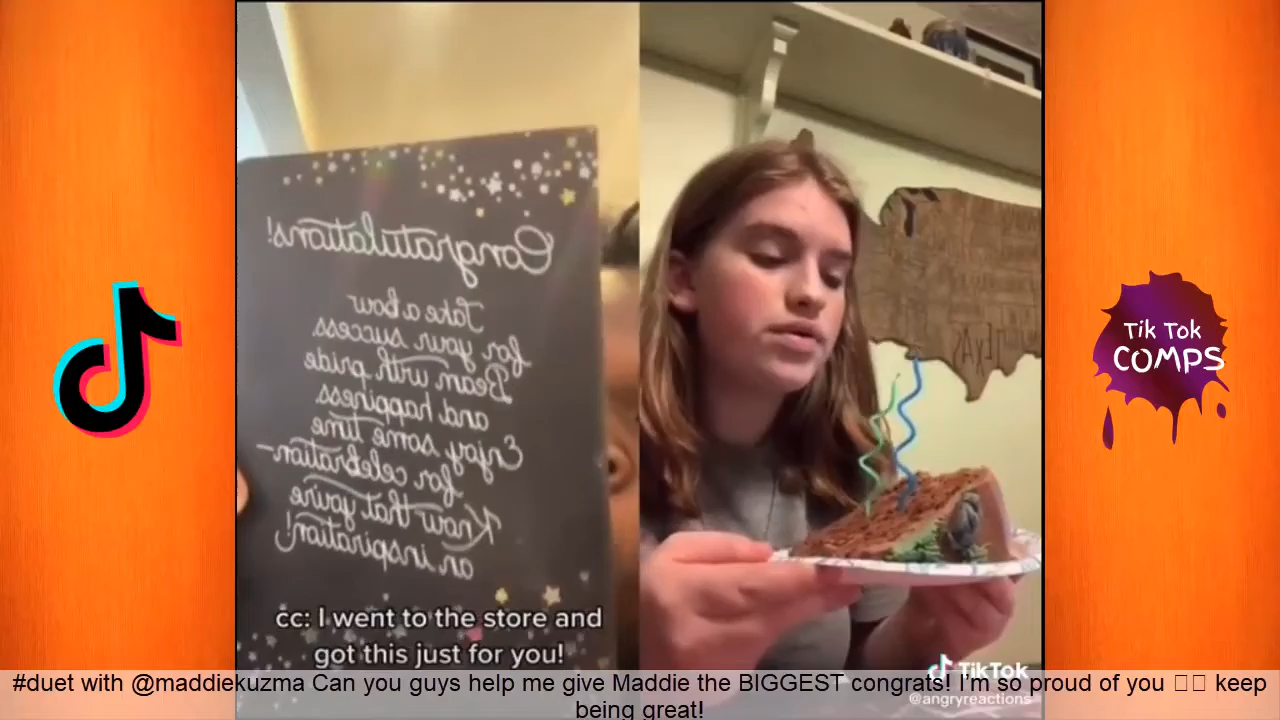 Congratulations!
Take a bow
for your success
Beam with pride
and happiness
Enjoy some time
for celebration—
Know that you're
an inspiration!
cc: I went to the store and
got this just for you!
TEXAS
TikTok
@angryreactions
Tik Tok
COMPS
#duet with @maddiekuzma Can you guys help me give Maddie the BIGGEST congrats! I'm so proud of you ▯▯ keep
being great!